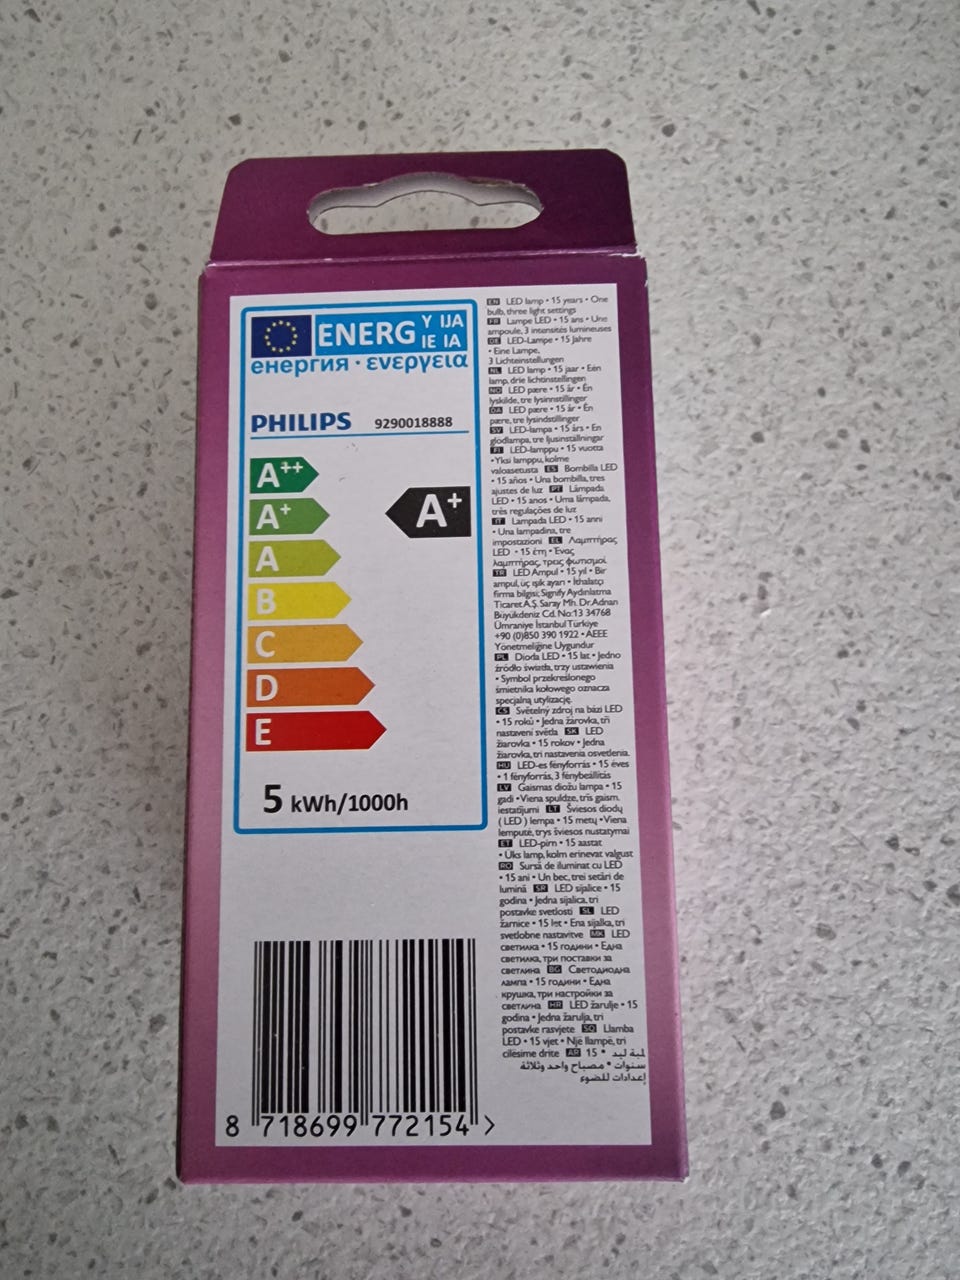 ENERG Y IJA
IE IA
енергия · ενεργεια
PHILIPS 9290018888
A++
A+
A+
A
B
C
D
E
5 kWh/1000h
8 718699 772154 >
EN LED lamp • 15 years • One
bulb, three light settings
FR Lampe LED • 15 ans • Une
ampoule, 3 intensités lumineuses
DE LED-Lampe • 15 Jahre
• Eine Lampe,
3 Lichteinstellungen
NL LED lamp • 15 jaar • Eén
lamp, drie lichtinstellingen
NO LED pære • 15 år • Én
lyskilde, tre lysinnstillinger
DA LED pære • 15 år • Én
pære, tre lysindstillinger
SV LED-lampa • 15 års • En
glödlampa, tre ljusinställningar
FI LED-lamppu • 15 vuotta
• Yksi lamppu, kolme
valoasetusta ES Bombilla LED
• 15 años • Una bombilla, tres
ajustes de luz PT Lâmpada
LED • 15 anos • Uma lâmpada,
três regulações de luz
IT Lampada LED • 15 anni
• Una lampadina, tre
impostazioni EL Λαμπτήρας
LED • 15 έτη • Ένας
λαμπτήρας, τρεις φωτισμοί
TR LED Ampul • 15 yıl • Bir
ampul, üç ışık ayarı • İthalatçı
firma bilgisi; Signify Aydınlatma
Ticaret A.Ş. Saray Mh. Dr. Adnan
Büyükdeniz Cd. No:13 34768
Ümraniye İstanbul Türkiye
+90 (0)850 390 1922 • AEEE
Yönetmeliğine Uygundur
PL Dioda LED • 15 lat • Jedno
źródło światła, trzy ustawienia
• Symbol przekreślonego
śmietnika kołowego oznacza
specjalną utylizację.
CS Světelný zdroj na bázi LED
• 15 roků • Jedna žárovka, tři
nastavení světla SK LED
žiarovka • 15 rokov • Jedna
žiarovka, tri nastavenia osvetlenia.
HU LED-es fényforrás • 15 éves
• 1 fényforrás, 3 fénybeállítás
LV Gaismas diožu lampa • 15
gadi • Viena spuldze, trīs gaism.
iestatījumi LT Šviesos diodų
( LED ) lempa • 15 metų • Viena
lemputė, trys šviesos nustatymai
ET LED-pirn • 15 aastat
• Üks lamp, kolm erinevat valgust
RO Sursă de iluminat cu LED
• 15 ani • Un bec, trei setări de
lumină SR LED sijalice • 15
godina • Jedna sijalica, tri
postavke svetlosti SL LED
žarnice • 15 let • Ena sijalka, tri
svetlobne nastavitve MK LED
светилка • 15 години • Една
светилка, три поставки за
светлина BG Светодиодна
лампа • 15 години • Една
крушка, три настройки за
светлина HR LED žarulje • 15
godina • Jedna žarulja, tri
postavke rasvjete SQ Llamba
LED • 15 vjet • Një llampë, tri
cilësime drite AR لمبة ليد • 15
سنوات • مصباح واحد وثلاثة
إعدادات للضوء